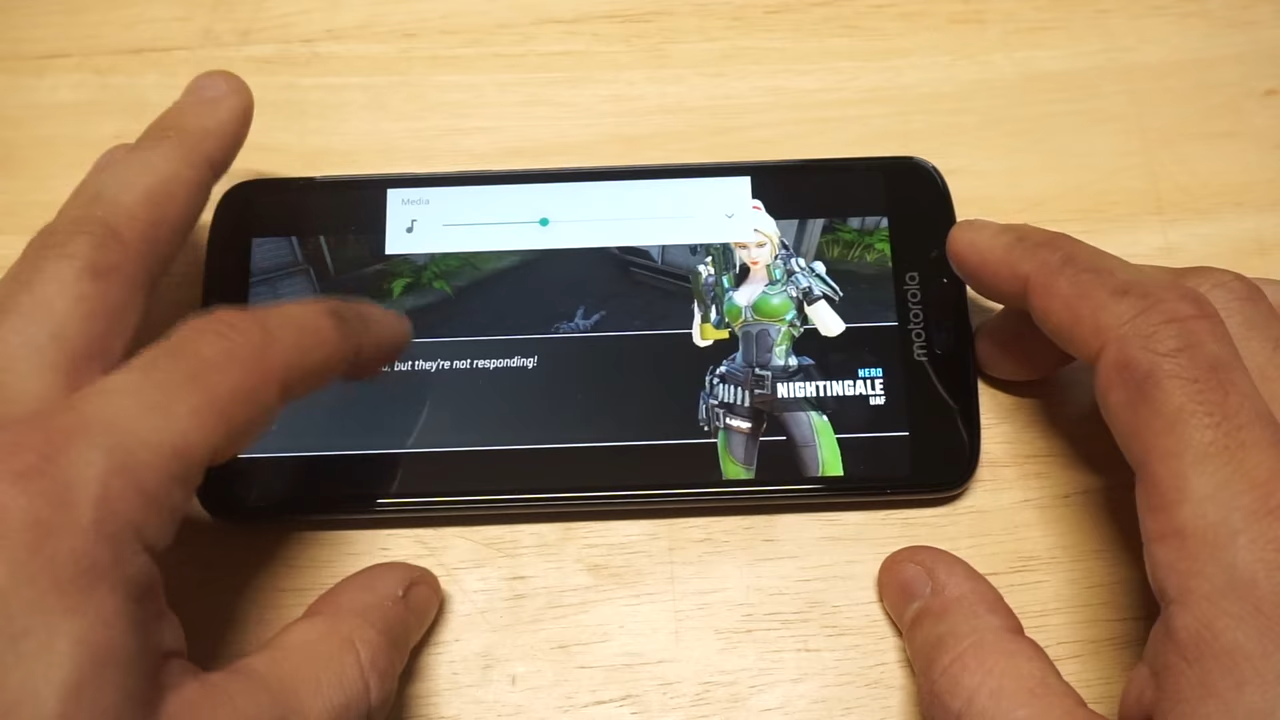 Media
but they're not responding!
HERO
NIGHTINGALE
UAF
motorola